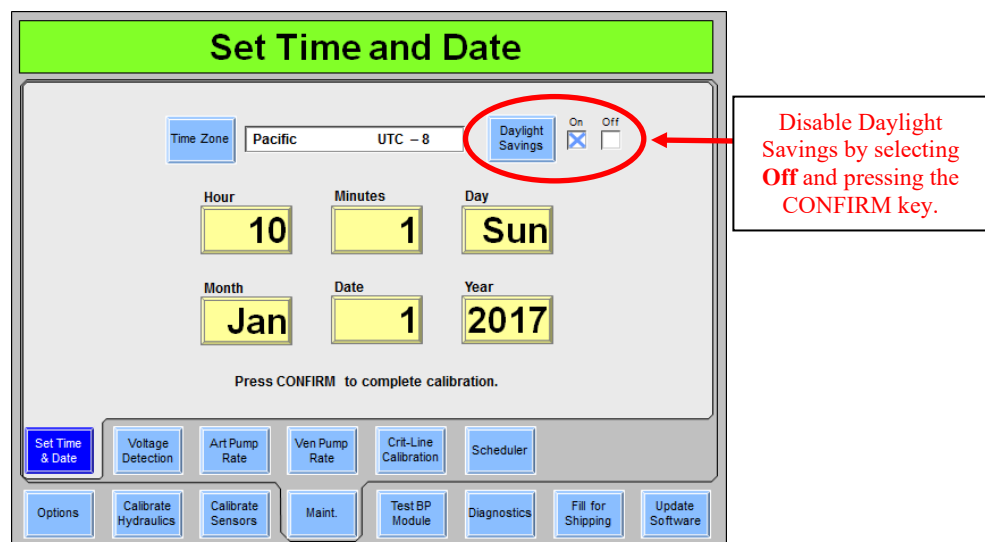 Set Time and Date
Time Zone
Pacific UTC – 8
Daylight
Savings
On Off
Disable Daylight
Savings by selecting
Off and pressing the
CONFIRM key.
Hour Minutes Day
10 1 Sun
Month Date Year
Jan 1 2017
Press CONFIRM to complete calibration.
Set Time
& Date
Voltage
Detection
Art Pump
Rate
Ven Pump
Rate
Crit-Line
Calibration
Scheduler
Options
Calibrate
Hydraulics
Calibrate
Sensors
Maint.
Test BP
Module
Diagnostics
Fill for
Shipping
Update
Software